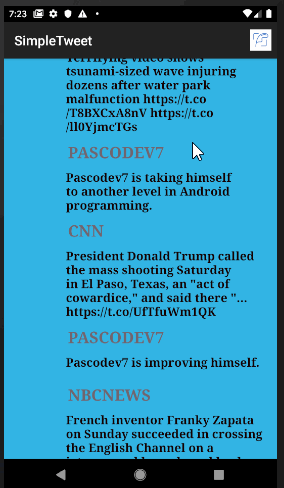 7:23
SimpleTweet
Terrifying video shows
tsunami-sized wave injuring
dozens after water park
malfunction https://t.co
/T8BXCxA8nV https://t.co
/ll0YjmcTGs
PASCODEV7
Pascodev7 is taking himself
to another level in Android
programming.
CNN
President Donald Trump called
the mass shooting Saturday
in El Paso, Texas, an "act of
cowardice," and said there "...
https://t.co/UfTfuWm1QK
PASCODEV7
Pascodev7 is improving himself.
NBCNEWS
French inventor Franky Zapata
on Sunday succeeded in crossing
the English Channel on a